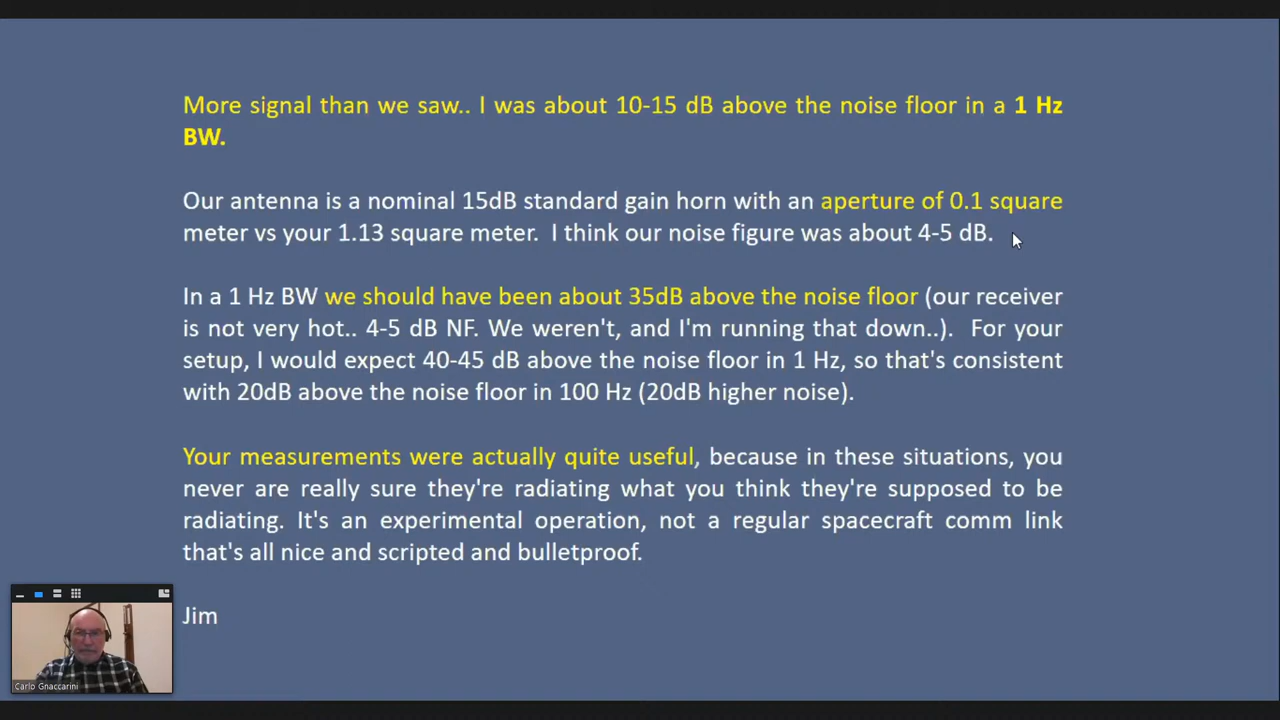 More signal than we saw.. I was about 10-15 dB above the noise floor in a 1 Hz
BW.
Our antenna is a nominal 15dB standard gain horn with an aperture of 0.1 square
meter vs your 1.13 square meter.  I think our noise figure was about 4-5 dB.
In a 1 Hz BW we should have been about 35dB above the noise floor (our receiver
is not very hot.. 4-5 dB NF. We weren't, and I'm running that down..).  For your
setup, I would expect 40-45 dB above the noise floor in 1 Hz, so that's consistent
with 20dB above the noise floor in 100 Hz (20dB higher noise).
Your measurements were actually quite useful, because in these situations, you
never are really sure they're radiating what you think they're supposed to be
radiating. It's an experimental operation, not a regular spacecraft comm link
that's all nice and scripted and bulletproof.
Jim
Carlo Gnaccarini